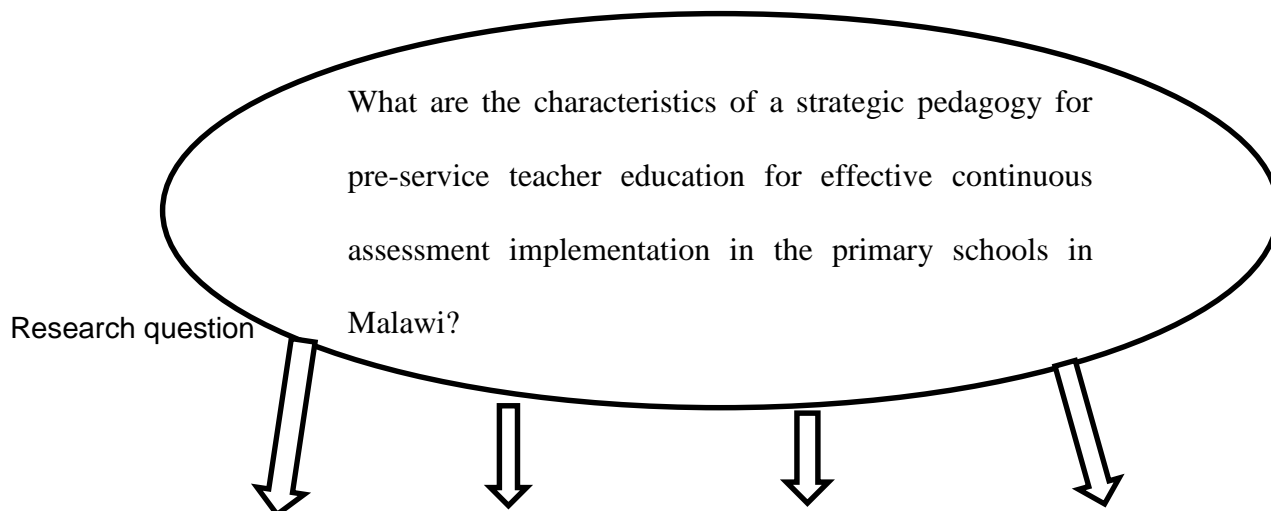 What are the characteristics of a strategic pedagogy for
pre-service teacher education for effective continuous
assessment implementation in the primary schools in
Malawi?
Research question